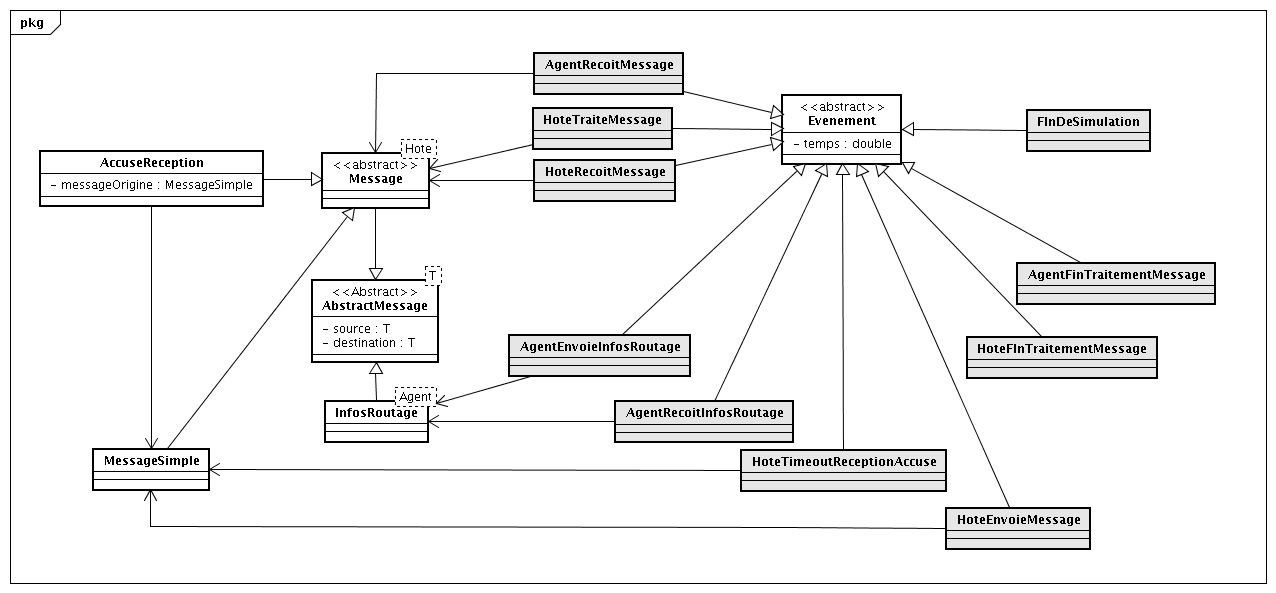 pkg
AgentRecoitMessage
<<abstract>>
Evenement
- temps : double
HoteTraiteMessage
FInDeSimulation
Hote
<<abstract>>
Message
AccuseReception
- messageOrigine : MessageSimple
HoteRecoitMessage
T
<<Abstract>>
AbstractMessage
- source : T
- destination : T
AgentFinTraitementMessage
AgentEnvoieInfosRoutage
HoteFInTraitementMessage
Agent
InfosRoutage
AgentRecoitInfosRoutage
MessageSimple
HoteTimeoutReceptionAccuse
HoteEnvoieMessage